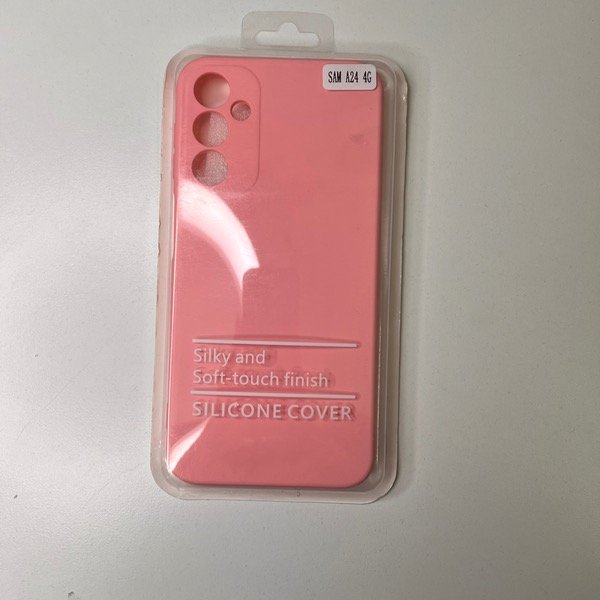 SAM A24 4G
Silky and
Soft-touch finish
SILICONE COVER